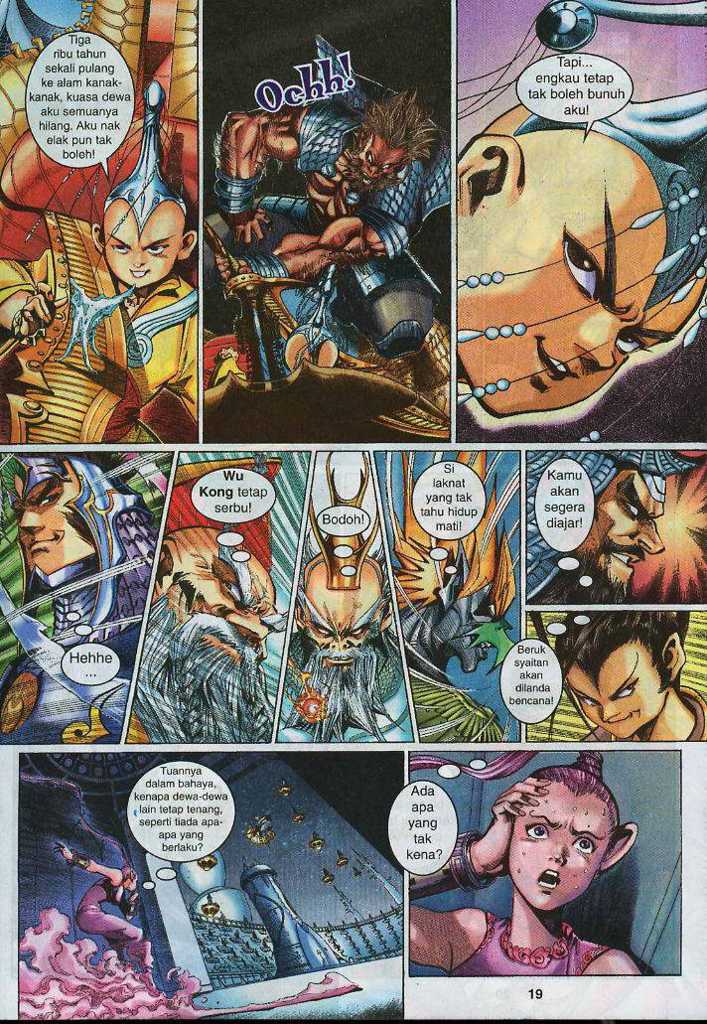 Tiga
ribu tahun
sekali pulang
ke alam kanak-
kanak, kuasa dewa
aku semuanya
hilang. Aku nak
elak pun tak
boleh!
Ochh!
Tapi...
engkau tetap
tak boleh bunuh
aku!
Hehhe
...
Wu
Kong tetap
serbu!
Bodoh!
Si
laknat
yang tak
tahu hidup
mati!
Kamu
akan
segera
diajar!
Beruk
syaitan
akan
dilanda
bencana!
Tuannya
dalam bahaya,
kenapa dewa-dewa
lain tetap tenang,
seperti tiada apa-
apa yang
berlaku?
Ada
apa
yang
tak
kena?
19